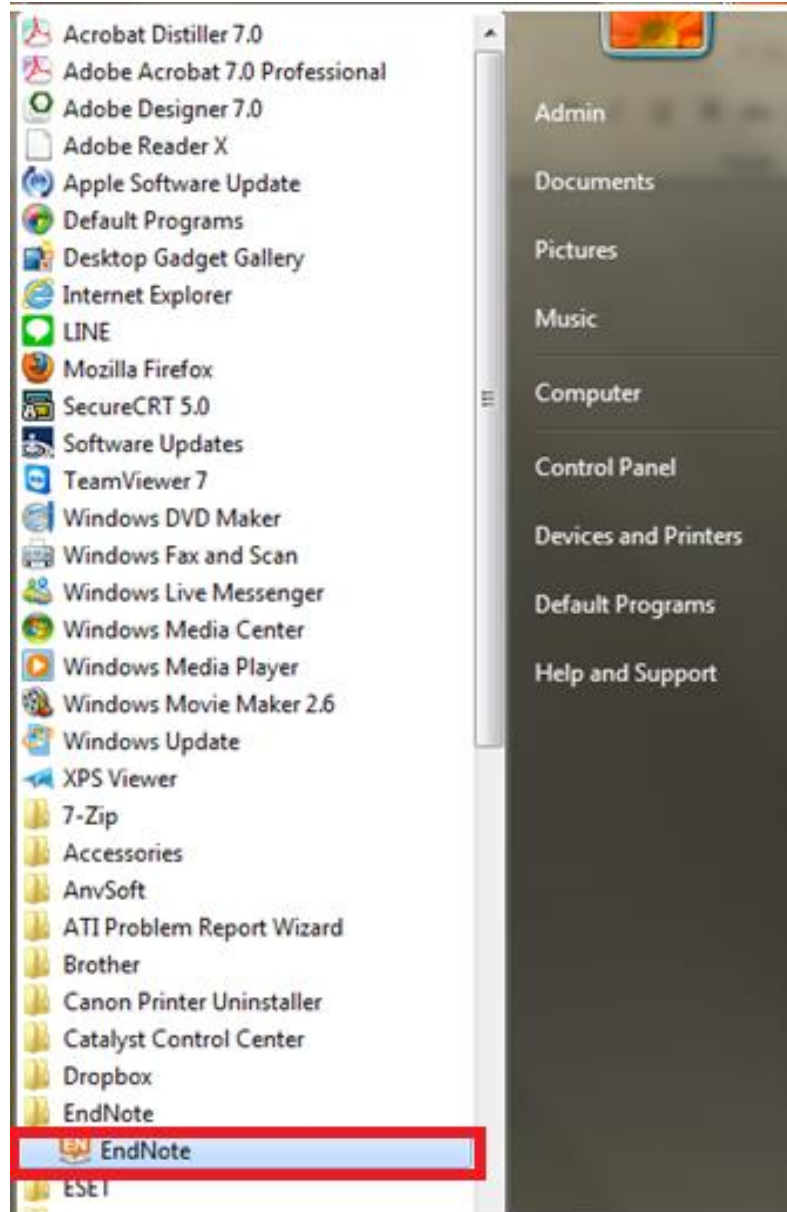 Acrobat Distiller 7.0
Adobe Acrobat 7.0 Professional
Adobe Designer 7.0
Adobe Reader X
Apple Software Update
Default Programs
Desktop Gadget Gallery
Internet Explorer
LINE
Mozilla Firefox
SecureCRT 5.0
Software Updates
TeamViewer 7
Windows DVD Maker
Windows Fax and Scan
Windows Live Messenger
Windows Media Center
Windows Media Player
Windows Movie Maker 2.6
Windows Update
XPS Viewer
7-Zip
Accessories
AnvSoft
ATI Problem Report Wizard
Brother
Canon Printer Uninstaller
Catalyst Control Center
Dropbox
EndNote
EN EndNote
ESET
Admin
Documents
Pictures
Music
Computer
Control Panel
Devices and Printers
Default Programs
Help and Support